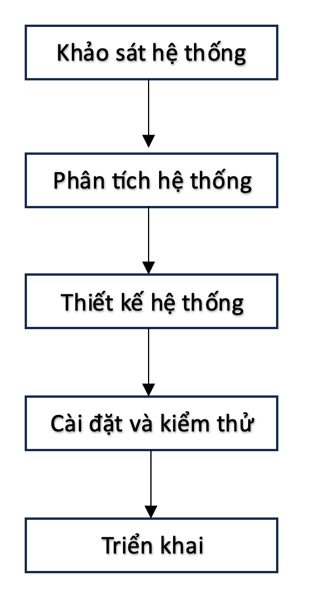 Khảo sát hệ thống
Phân tích hệ thống
Thiết kế hệ thống
Cài đặt và kiểm thử
Triển khai